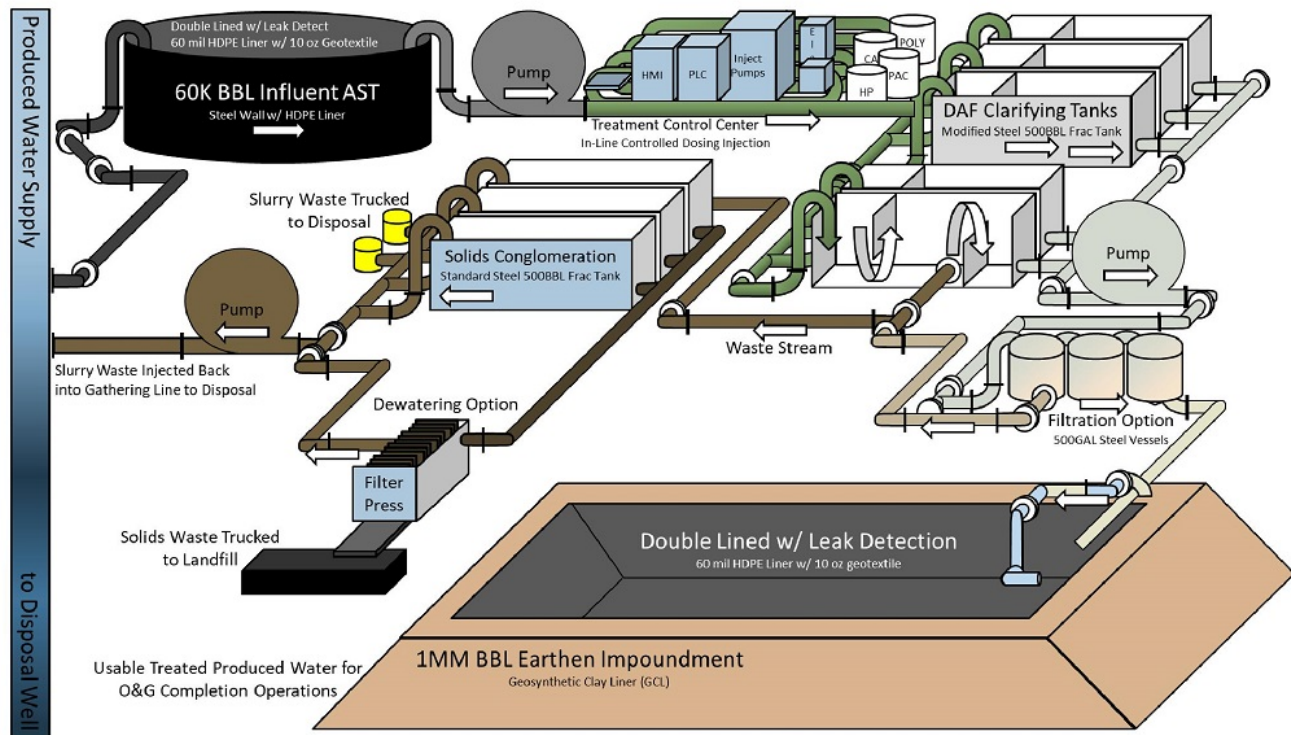 Produced Water Supply
to Disposal Well
Double Lined w/ Leak Detect
60 mil HDPE Liner w/ 10 oz Geotextile
60K BBL Influent AST
Steel Wall w/ HDPE Liner
Pump
HMI
PLC
Inject
Pumps
E
I
CA
POLY
PAC
HP
Treatment Control Center
In-Line Controlled Dosing Injection
DAF Clarifying Tanks
Modified Steel 500BBL Frac Tank
Slurry Waste Trucked
to Disposal
Solids Conglomeration
Standard Steel 500BBL Frac Tank
Pump
Pump
Slurry Waste Injected Back
into Gathering Line to Disposal
Waste Stream
Dewatering Option
Filtration Option
500GAL Steel Vessels
Filter
Press
Solids Waste Trucked
to Landfill
Double Lined w/ Leak Detection
60 mil HDPE Liner w/ 10 oz geotextile
Usable Treated Produced Water for
O&G Completion Operations
1MM BBL Earthen Impoundment
Geosynthetic Clay Liner (GCL)